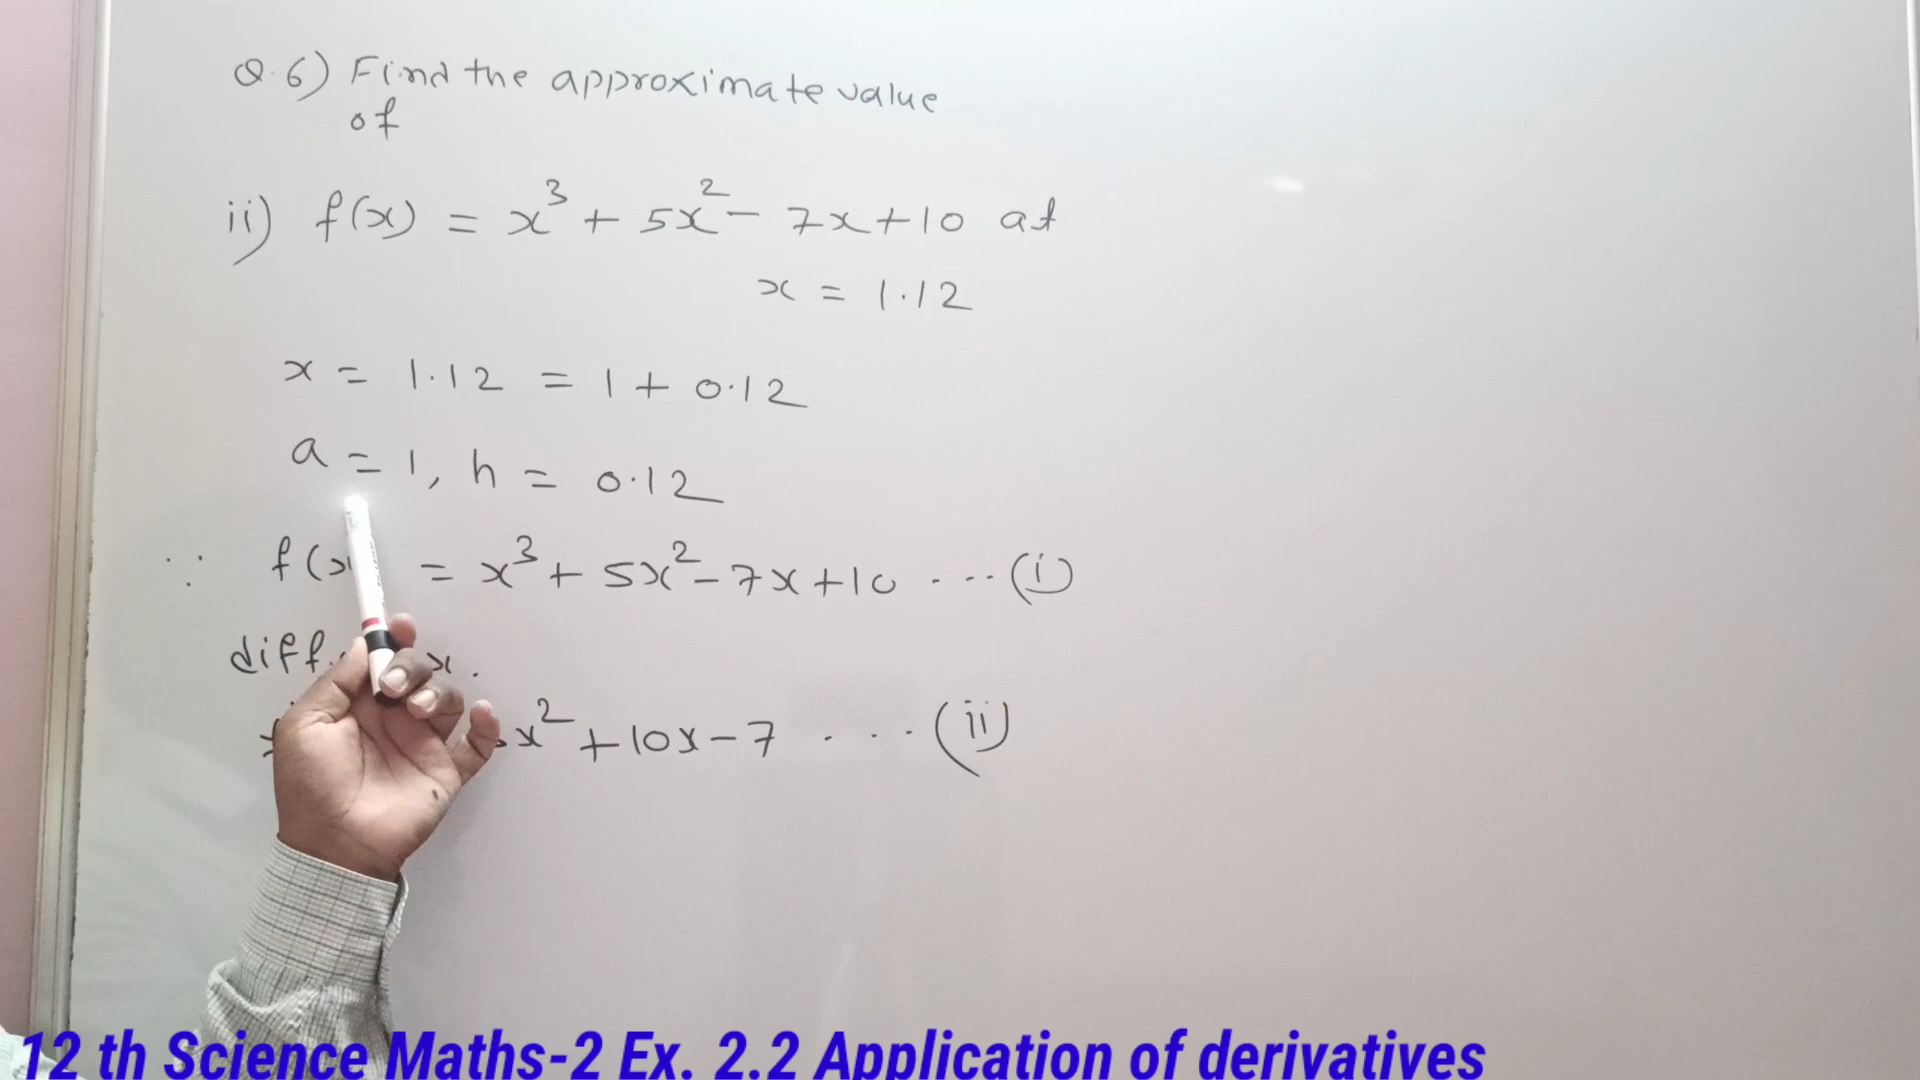 Q.6) Find the approximate value
of
ii) f(x) = x³ + 5x² - 7x + 10 at
x = 1.12
x = 1.12 = 1 + 0.12
a = 1, h = 0.12
∵ f(x = x³ + 5x² - 7x + 10 ... (i)
diff. x.
x² + 10x - 7 ... (ii)
12 th Science Maths-2 Ex. 2.2 Application of derivatives